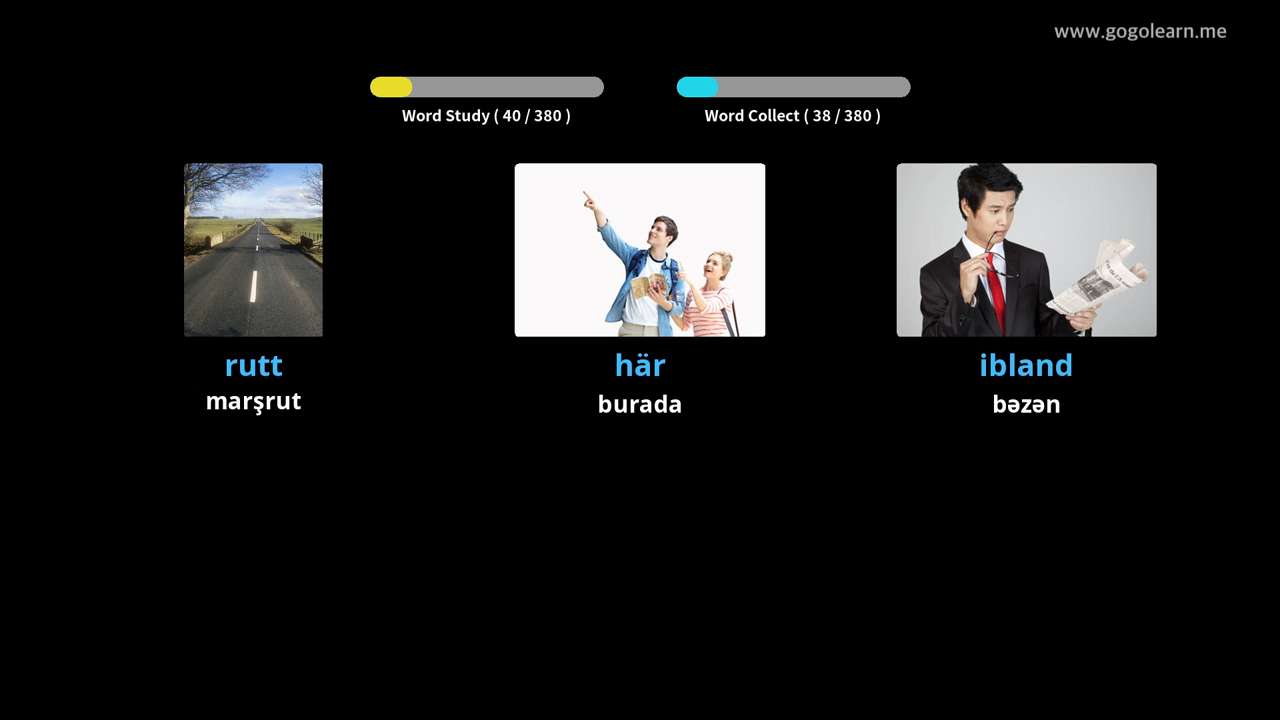 www.gogolearn.me
Word Study ( 40 / 380 )
Word Collect ( 38 / 380 )
rutt
marşrut
här
burada
ibland
bəzən